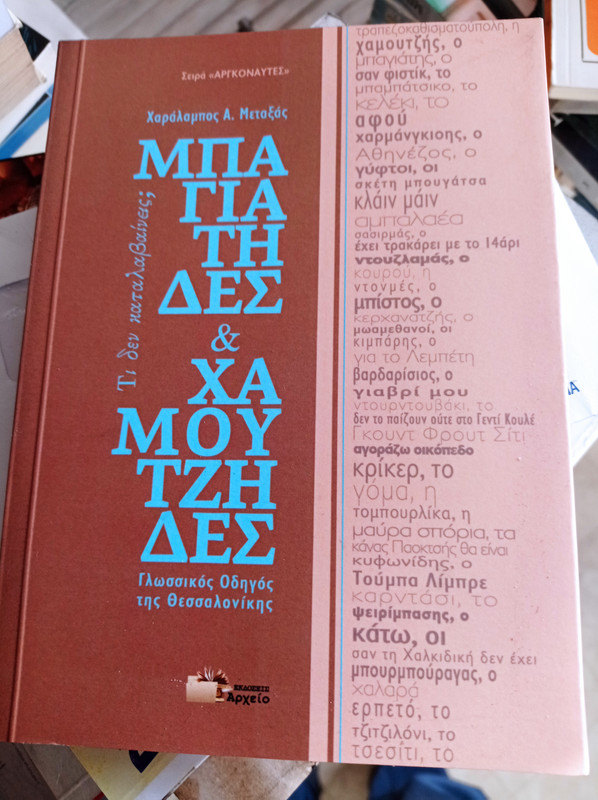 Σειρά «ΑΡΓΚΟΝΑΥΤΕΣ»
Χαράλαμπος Α. Μεταξάς
Τι δεν καταλαβαίνεις;
ΜΠΑ
ΓΙΑ
ΤΗ
ΔΕΣ
&
ΧΑ
ΜΟΥ
ΤΖΗ
ΔΕΣ
Γλωσσικός Οδηγός
της Θεσσαλονίκης
ΕΚΔΟΣΕΙΣ
Αρχείο
τραπεζοκαθισματούπολη, η
χαμουτζής, ο
μπαγιάτης, ο
σαν φιστίκ, το
μπαμπάτσικο, το
κελέκι, το
αφού
χαρμάνγκιοης, ο
Αθηνέζος, ο
γύφτοι, οι
σκέτη μπουγάτσα
κλάιν μάιν
αμπαλαέα
σασιρμάς, ο
έχει τρακάρει με το 14άρι
ντουζλαμάς, ο
κουρού, η
ντονμές, ο
μπίστος, ο
κερχανατζής, ο
μωαμεθανοί, οι
κιμπάρης, ο
για το Λεμπέτη
βαρδαρίσιος, ο
γιαβρί μου
ντουρντουβάκι, το
δεν το παίζουν ούτε στο Γεντί Κουλέ
Γκουντ Φρουτ Σίτι
αγοράζω οικόπεδο
κρίκερ, το
γόμα, η
τομπουρλίκα, η
μαύρα σπόρια, τα
κάνας Παοκτσής θα είναι
κυφωνίδης, ο
Τούμπα Λίμπρε
καρντάσι, το
ψειρίμπασης, ο
κάτω, οι
σαν τη Χαλκιδική δεν έχει
μπουρμπούραγας, ο
χαλαρά
ερπετό, το
τζιτζιλόνι, το
τσεσίτι, το